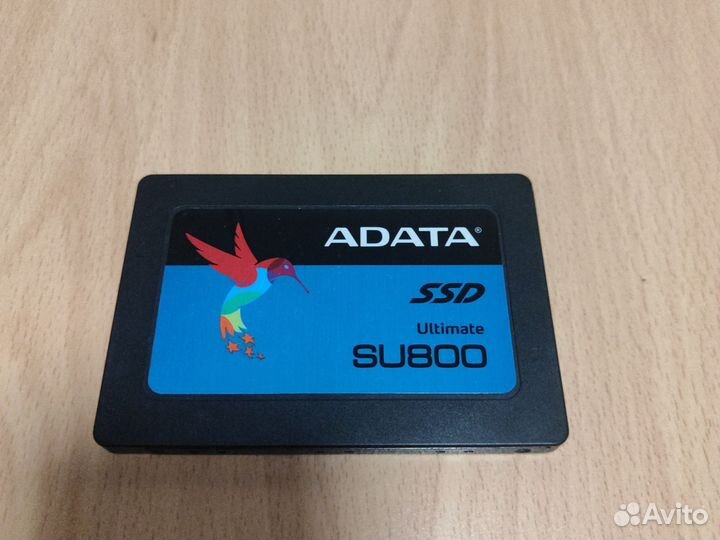 ADATA®
SSD
Ultimate
SU800
Avito